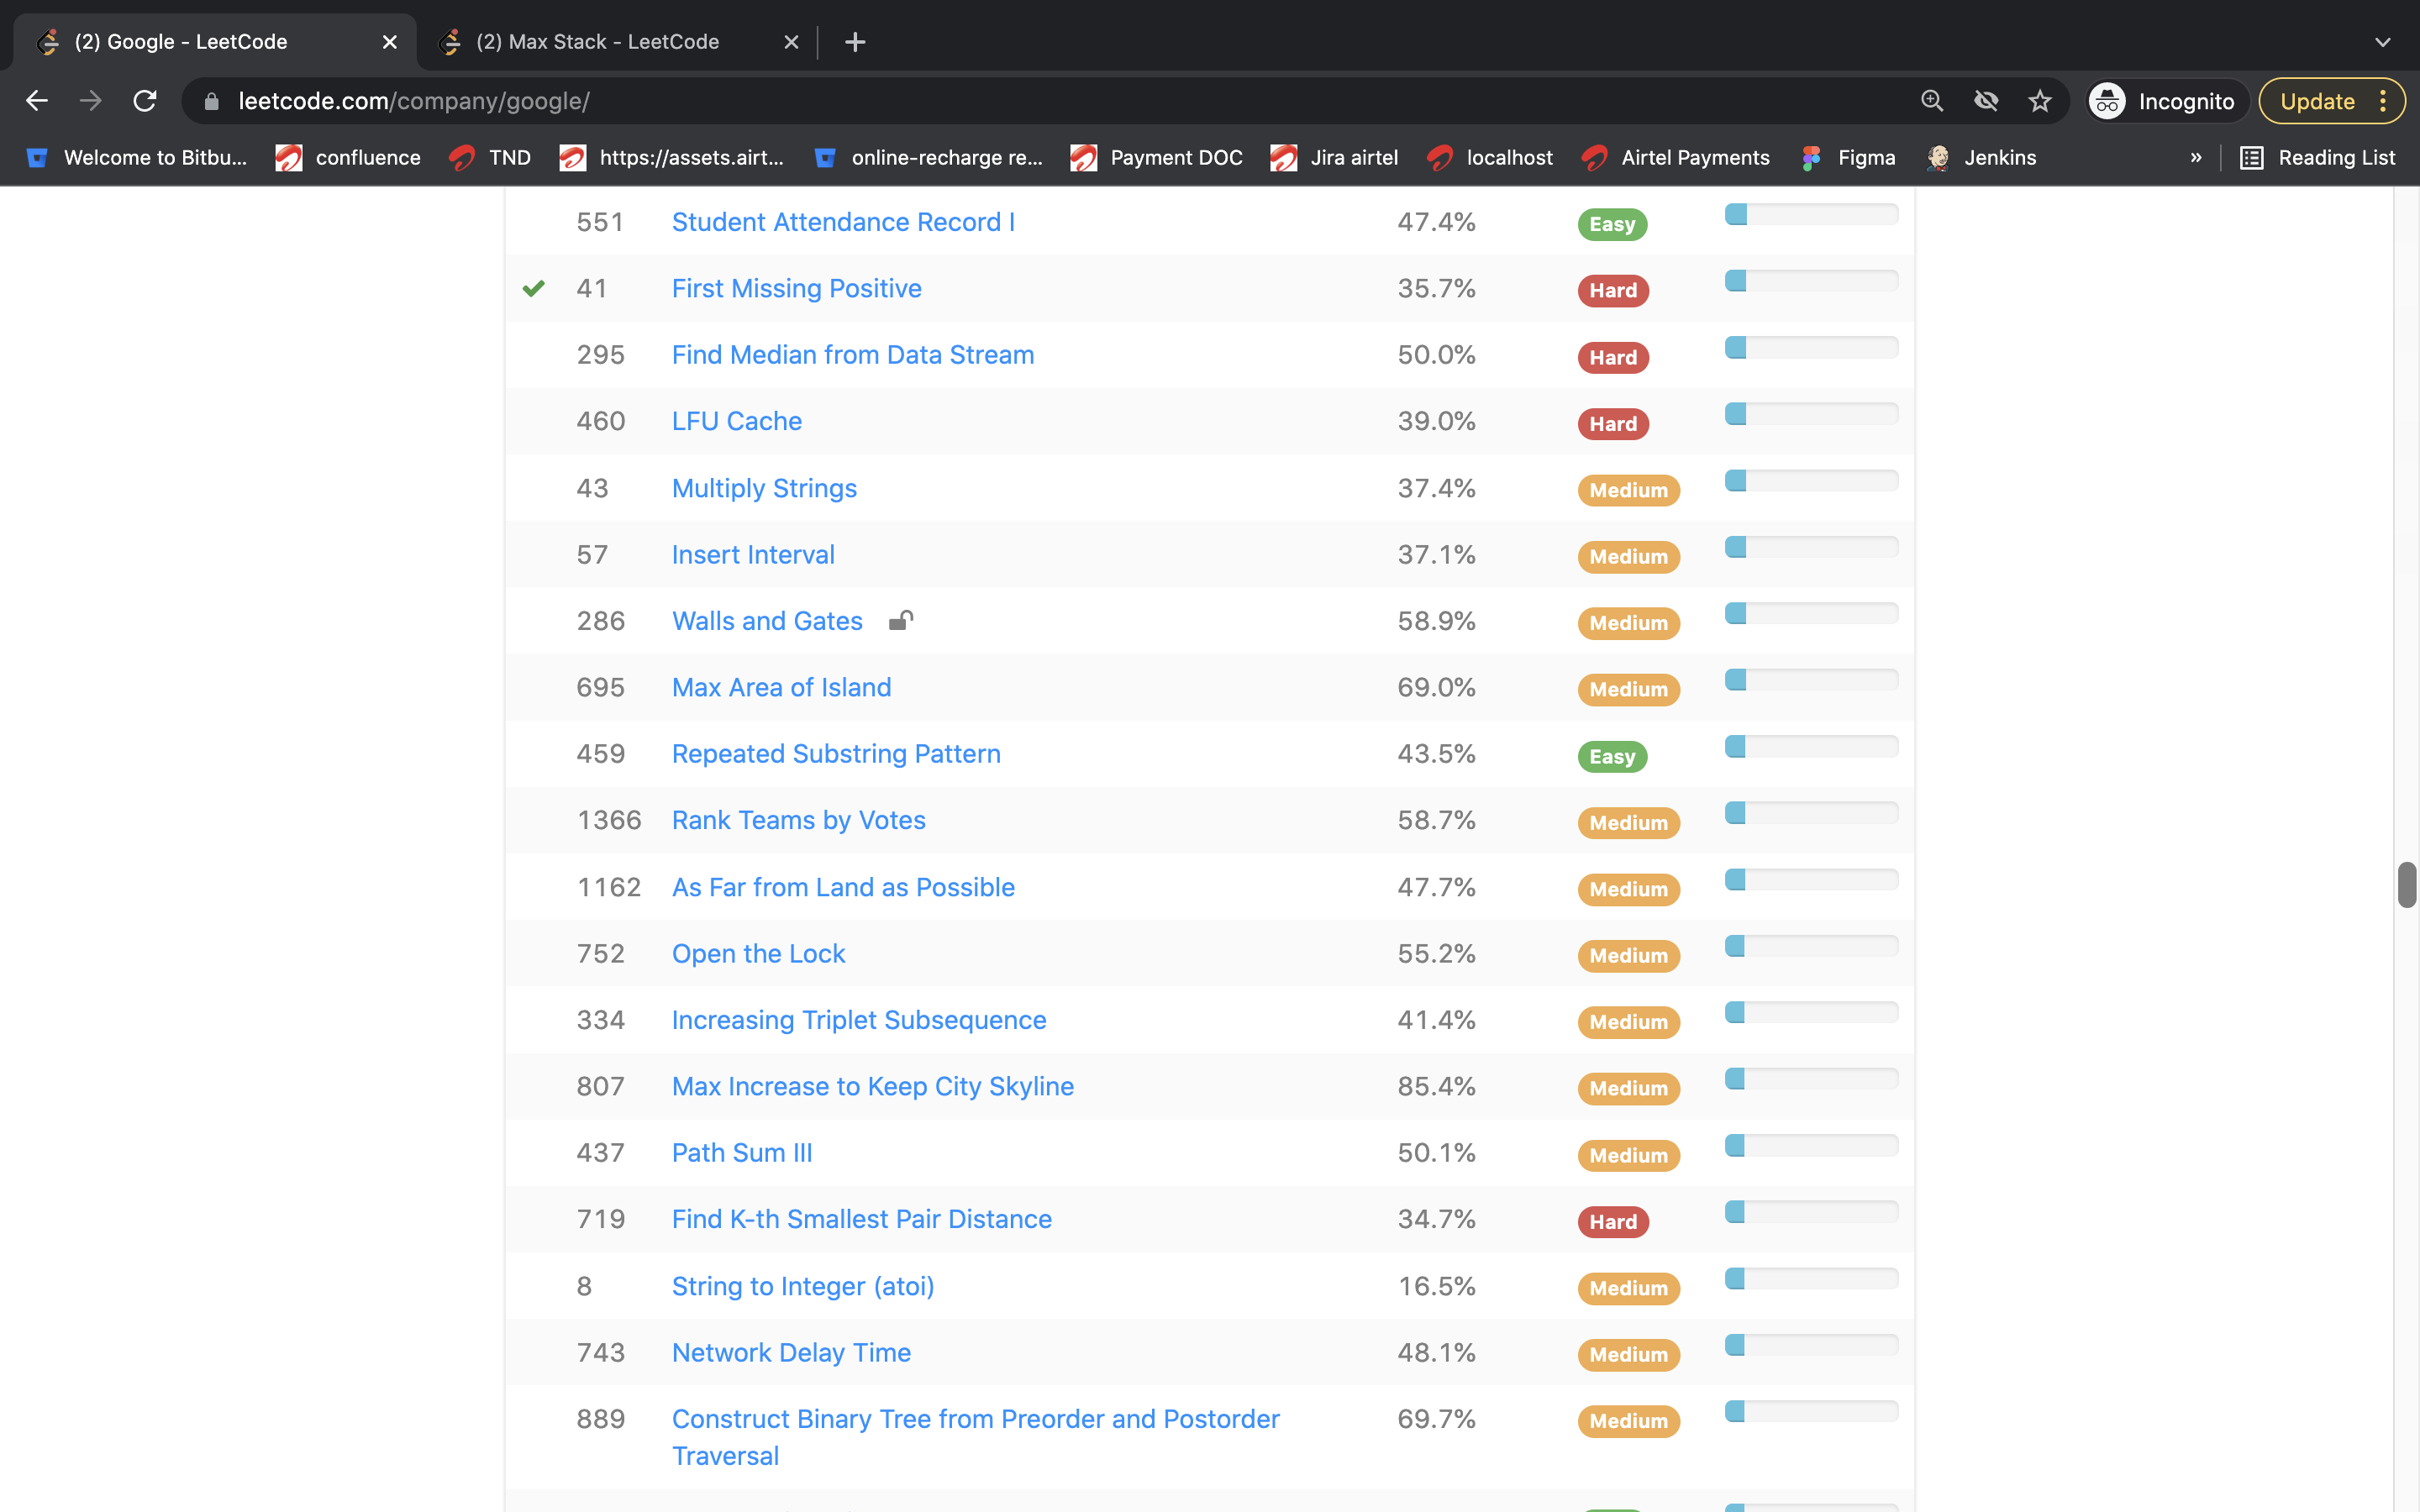 (2) Google - LeetCode
(2) Max Stack - LeetCode
leetcode.com/company/google/
Incognito
Update
Welcome to Bitbu...
confluence
TND
https://assets.airt...
online-recharge re...
Payment DOC
Jira airtel
localhost
Airtel Payments
Figma
Jenkins
»
Reading List
551 Student Attendance Record I 47.4% Easy
41 First Missing Positive 35.7% Hard
295 Find Median from Data Stream 50.0% Hard
460 LFU Cache 39.0% Hard
43 Multiply Strings 37.4% Medium
57 Insert Interval 37.1% Medium
286 Walls and Gates 58.9% Medium
695 Max Area of Island 69.0% Medium
459 Repeated Substring Pattern 43.5% Easy
1366 Rank Teams by Votes 58.7% Medium
1162 As Far from Land as Possible 47.7% Medium
752 Open the Lock 55.2% Medium
334 Increasing Triplet Subsequence 41.4% Medium
807 Max Increase to Keep City Skyline 85.4% Medium
437 Path Sum III 50.1% Medium
719 Find K-th Smallest Pair Distance 34.7% Hard
8 String to Integer (atoi) 16.5% Medium
743 Network Delay Time 48.1% Medium
889 Construct Binary Tree from Preorder and Postorder 69.7% Medium
Traversal